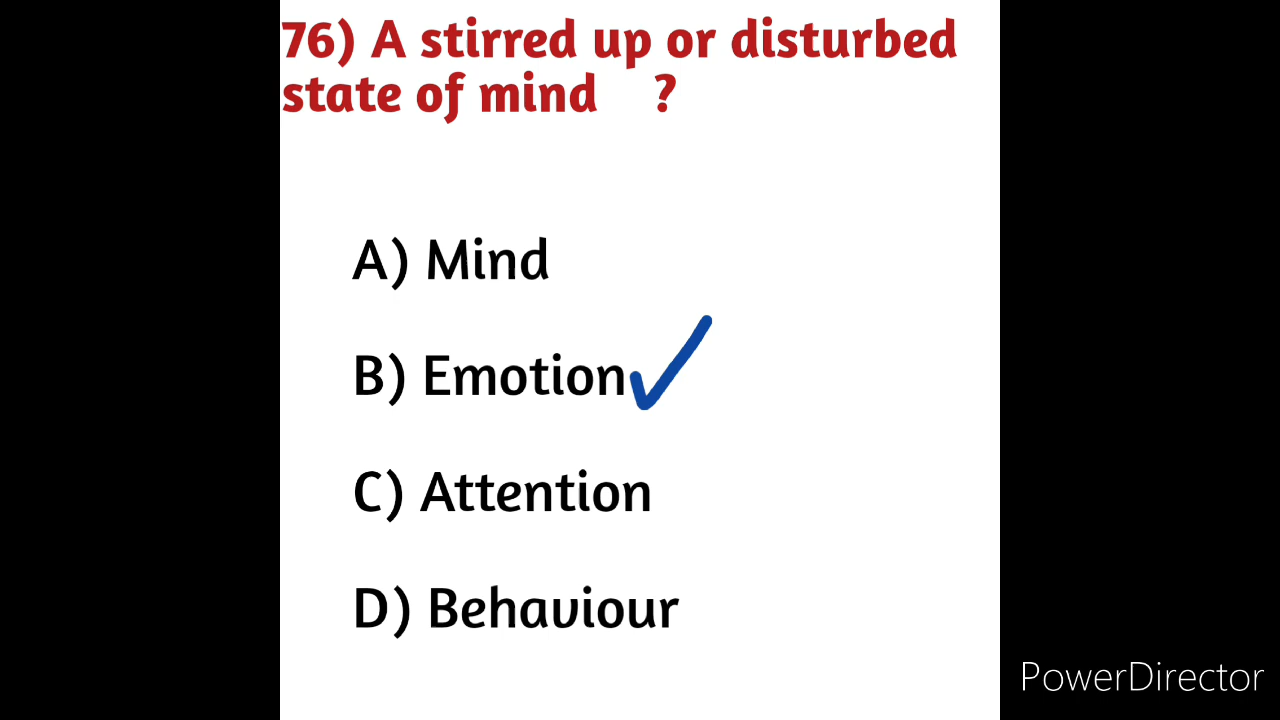 76) A stirred up or disturbed
state of mind ?
A) Mind
B) Emotion
C) Attention
D) Behaviour
PowerDirector